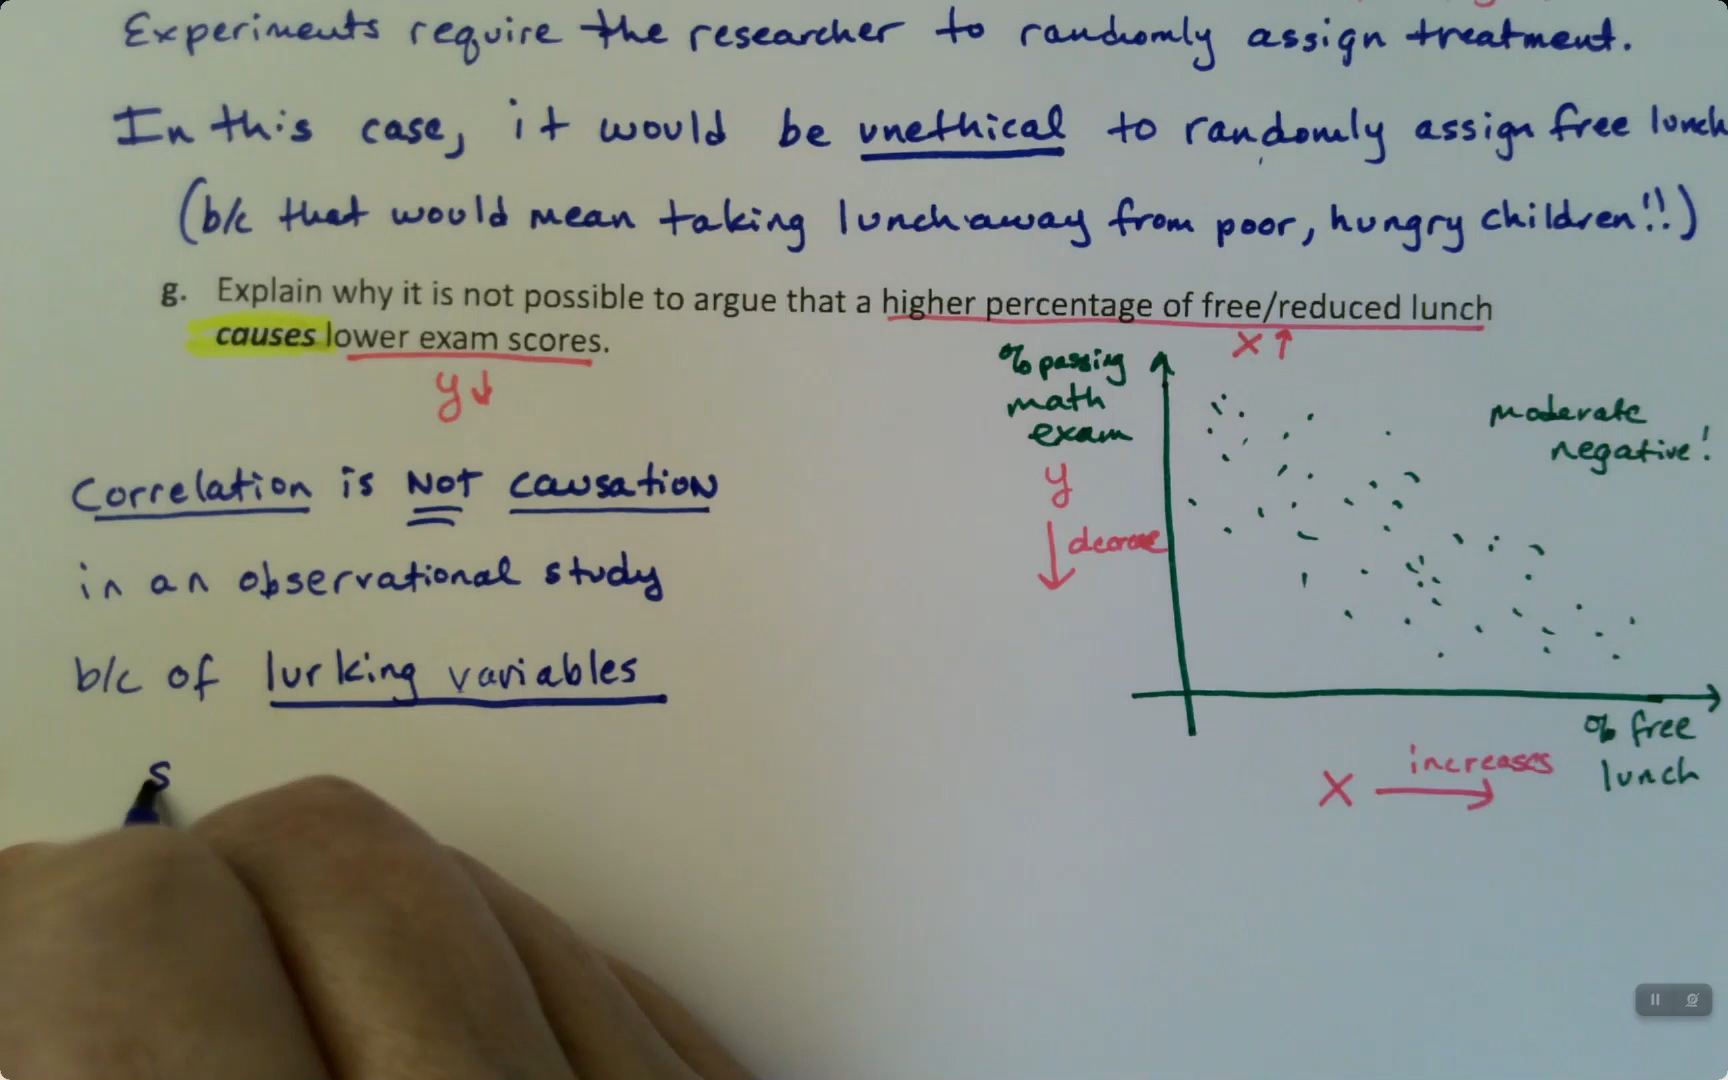 Experiments require the researcher to randomly assign treatment.
In this case, it would be unethical to randomly assign free lunch
(b/c that would mean taking lunch away from poor, hungry children!!)
g. Explain why it is not possible to argue that a higher percentage of free/reduced lunch
causes lower exam scores.
x ↑
y ↓
% passing
math
exam
y
↓ decrease
moderate
negative!
Correlation is NOT causation
in an observational study
b/c of lurking variables
s
% free
lunch
x → increases